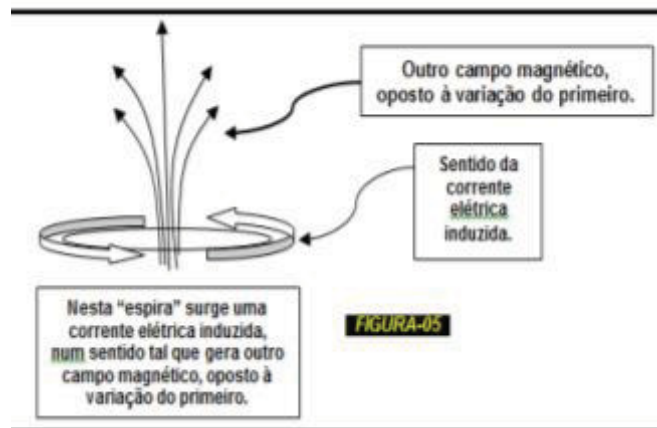 Outro campo magnético,
oposto à variação do primeiro.
Sentido da
corrente
elétrica
induzida.
Nesta “espira” surge uma
corrente elétrica induzida,
num sentido tal que gera outro
campo magnético, oposto à
variação do primeiro.
FIGURA-05